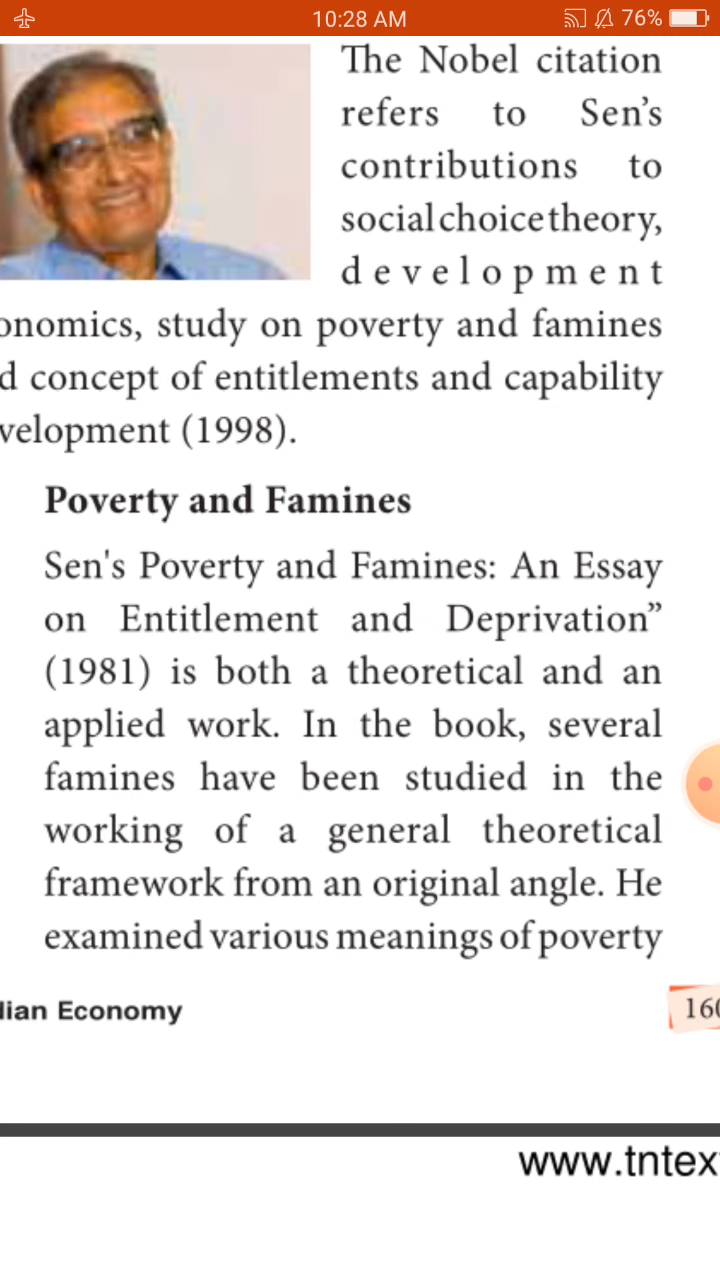 10:28 AM
76%
The Nobel citation
refers to Sen’s
contributions to
social choice theory,
development
onomics, study on poverty and famines
d concept of entitlements and capability
velopment (1998).
Poverty and Famines
Sen's Poverty and Famines: An Essay
on Entitlement and Deprivation”
(1981) is both a theoretical and an
applied work. In the book, several
famines have been studied in the
working of a general theoretical
framework from an original angle. He
examined various meanings of poverty
dian Economy
160
www.tntex